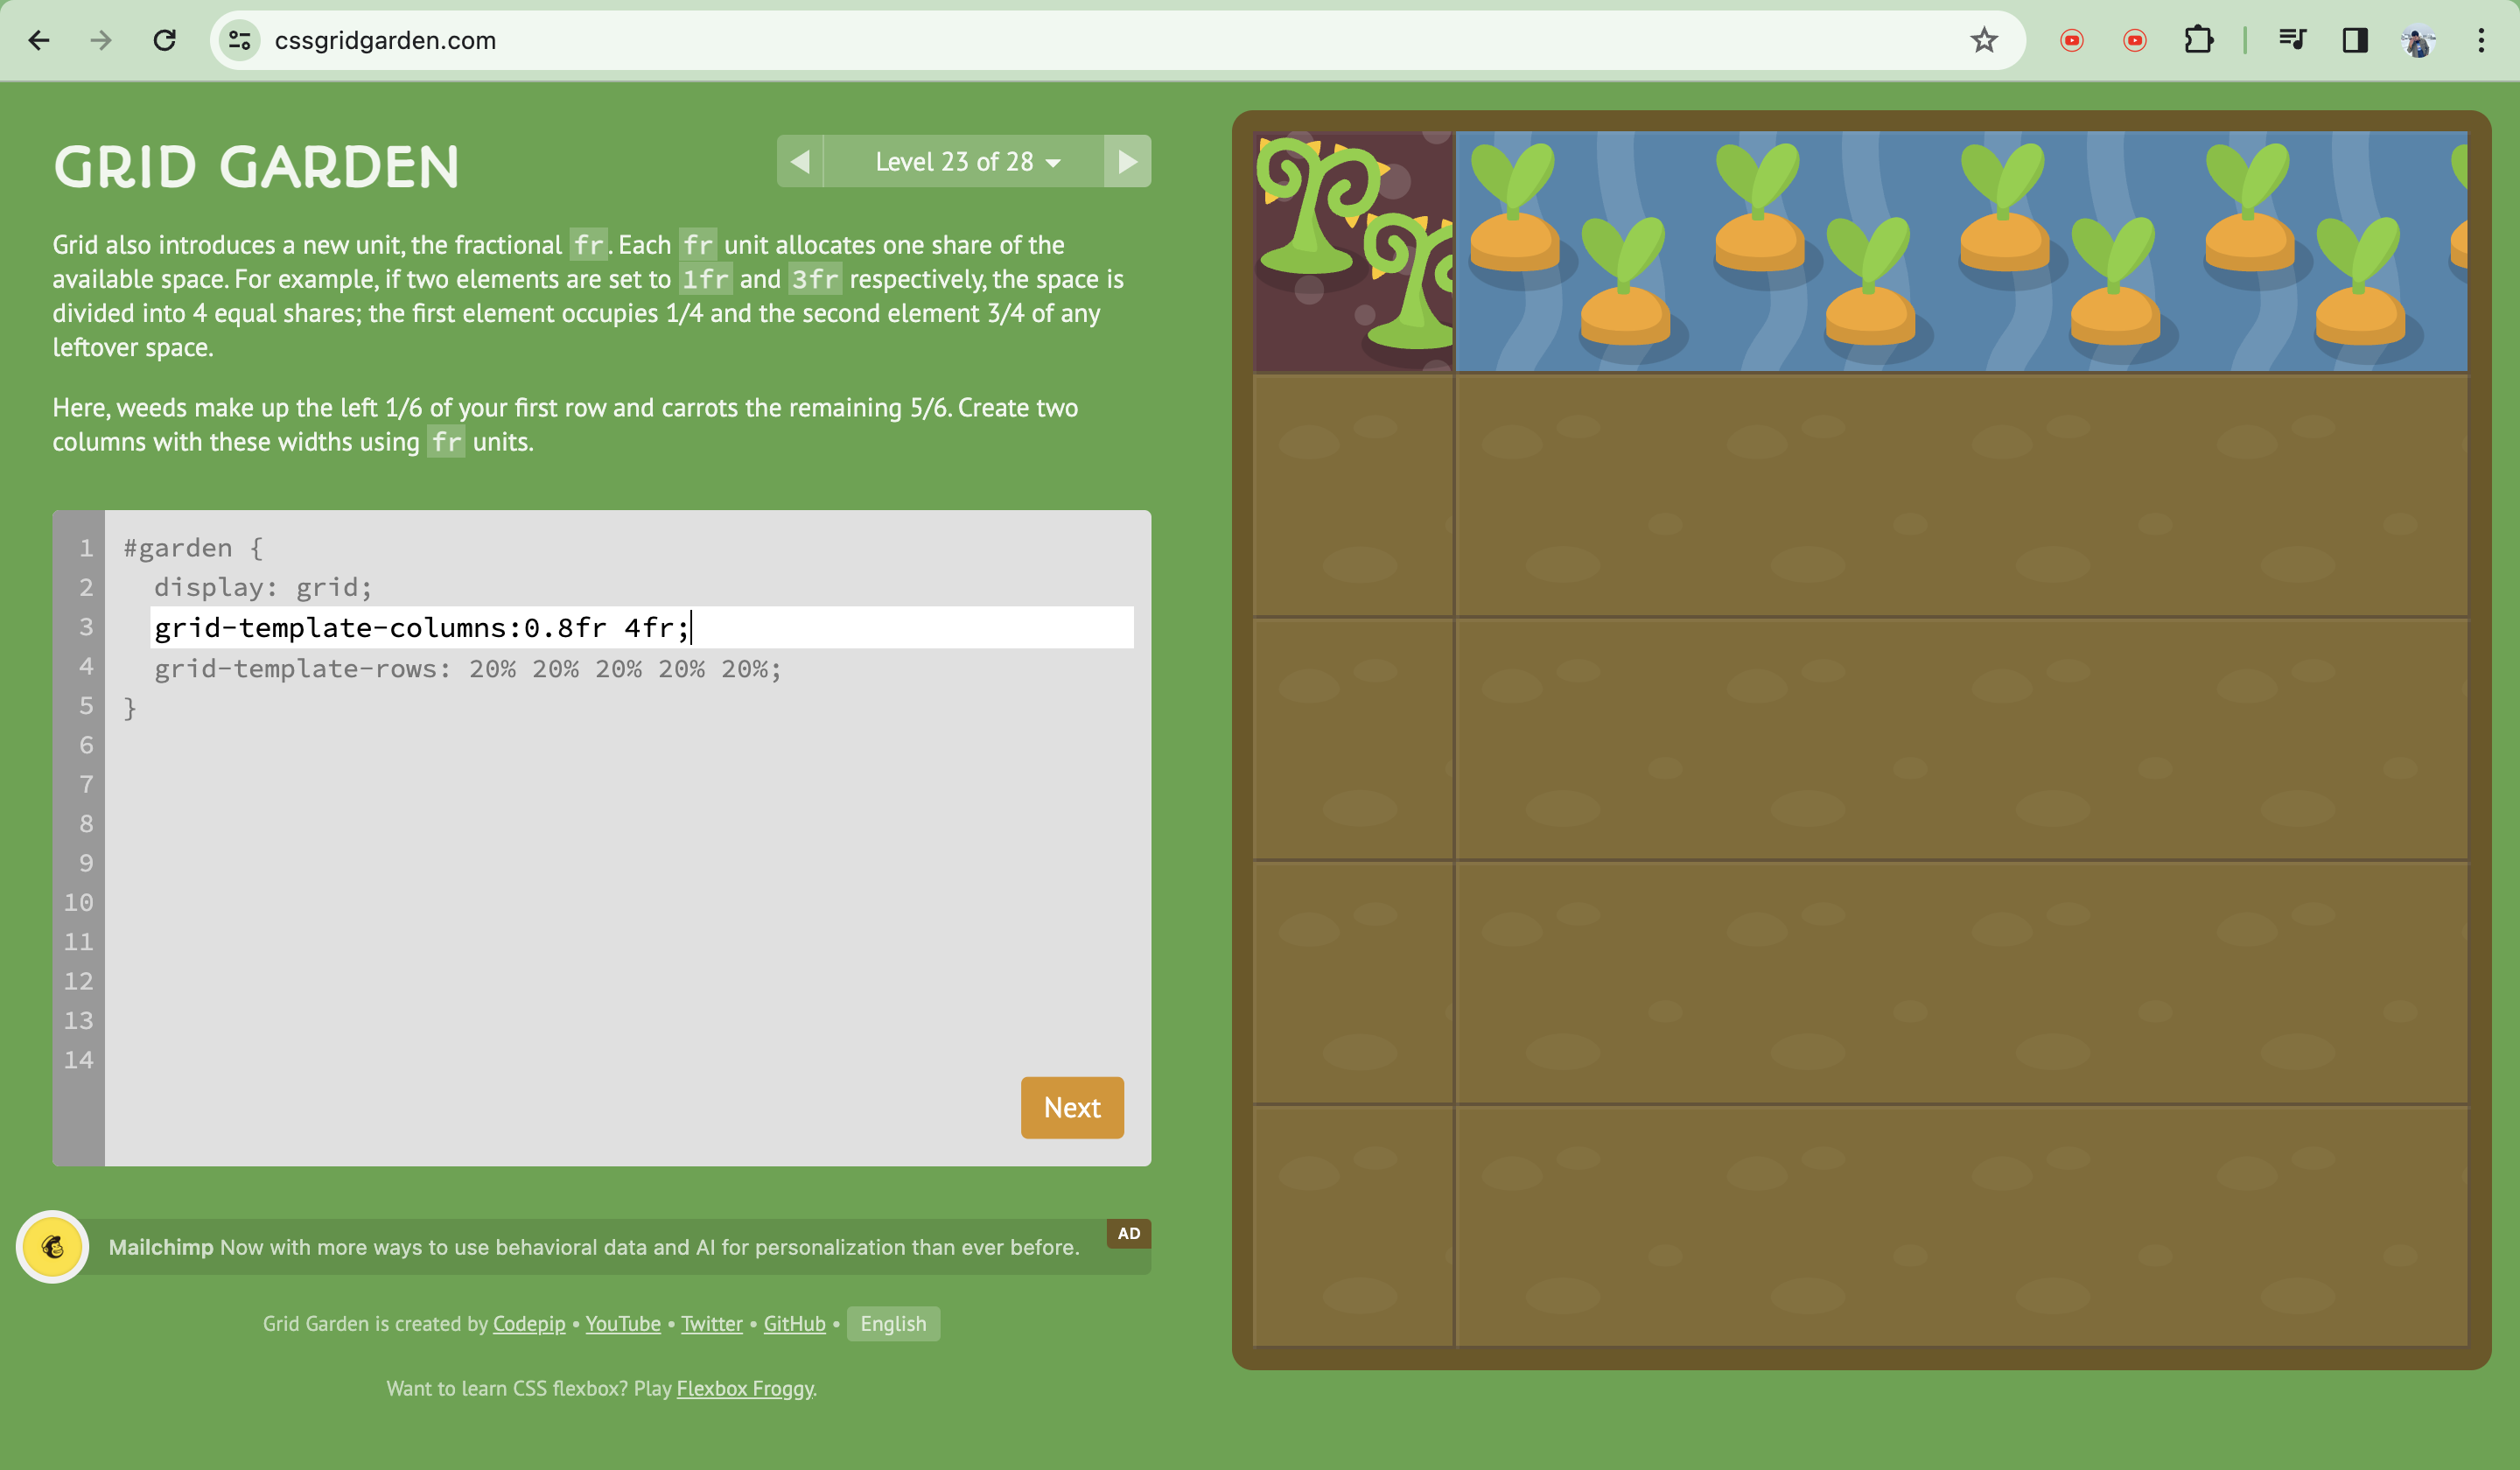 cssgridgarden.com
GRID GARDEN
Level 23 of 28
Grid also introduces a new unit, the fractional fr. Each fr unit allocates one share of the
available space. For example, if two elements are set to 1fr and 3fr respectively, the space is
divided into 4 equal shares; the first element occupies 1/4 and the second element 3/4 of any
leftover space.
Here, weeds make up the left 1/6 of your first row and carrots the remaining 5/6. Create two
columns with these widths using fr units.
1 #garden {
2 display: grid;
3 grid-template-columns:0.8fr 4fr;
4 grid-template-rows: 20% 20% 20% 20% 20%;
5 }
6
7
8
9
10
11
12
13
14
Next
AD
Mailchimp Now with more ways to use behavioral data and AI for personalization than ever before.
Grid Garden is created by Codepip • YouTube • Twitter • GitHub • English
Want to learn CSS flexbox? Play Flexbox Froggy.